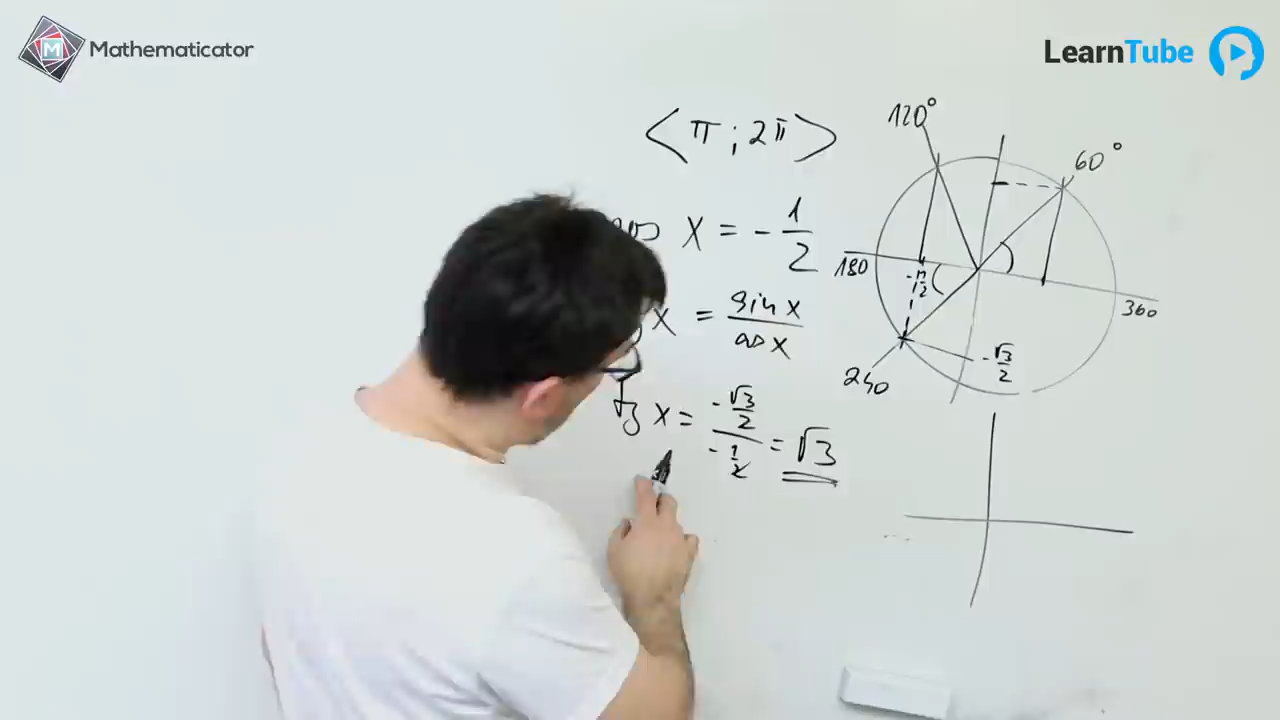 Mathematicator
LearnTube
⟨π ; 2π⟩
x = - 1/2
x = sin x / cos x
tg x = (-√3/2) / (-1/2) = √3
120°
60°
180
-1/2
360
-√3/2
240